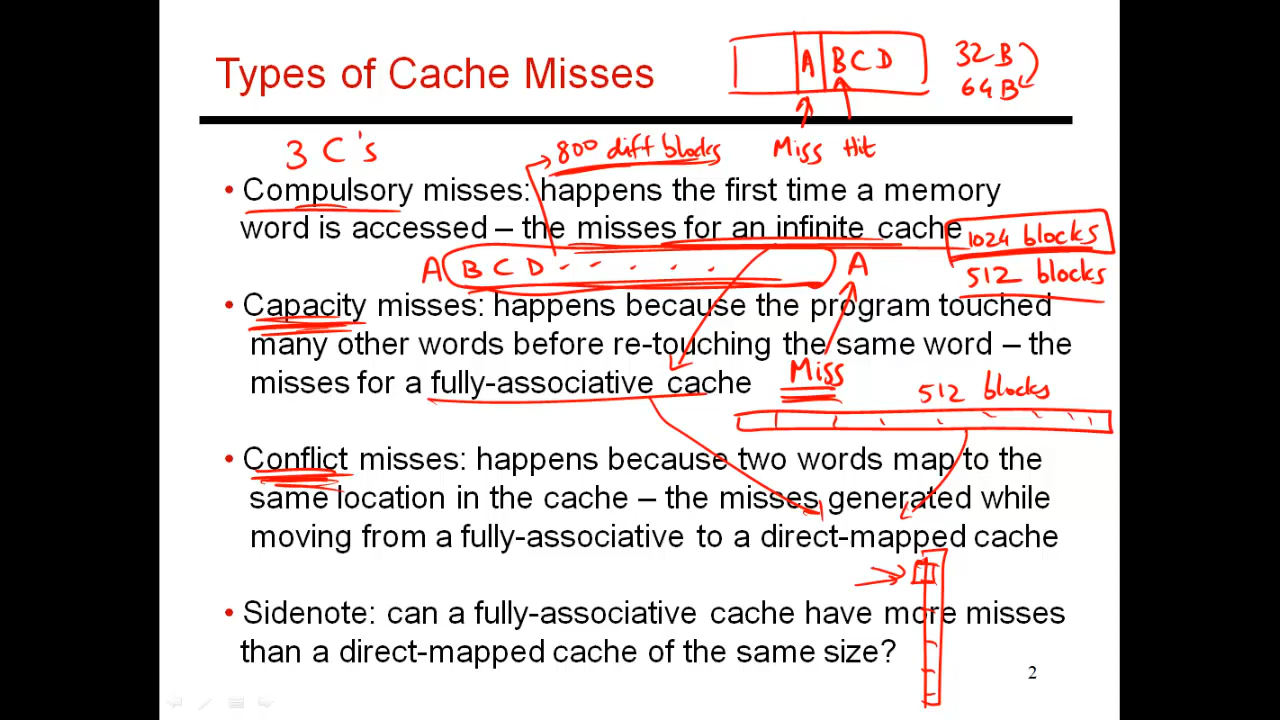 Types of Cache Misses
A B C D
32 B
64 B
3 C's
800 diff blocks
Miss Hit
• Compulsory misses: happens the first time a memory
word is accessed – the misses for an infinite cache
1024 blocks
A B C D
A
512 blocks
• Capacity misses: happens because the program touched
many other words before re-touching the same word – the
misses for a fully-associative cache
Miss
512 blocks
• Conflict misses: happens because two words map to the
same location in the cache – the misses generated while
moving from a fully-associative to a direct-mapped cache
• Sidenote: can a fully-associative cache have more misses
than a direct-mapped cache of the same size?
2